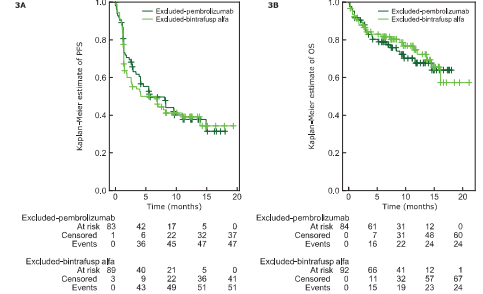 3A
Excluded-pembrolizumab
Excluded-bintrafusp alfa
Kaplan-Meier estimate of PFS
1.0
0.8
0.6
0.4
0.2
0.0
0 5 10 15 20
Time (months)
Excluded-pembrolizumab
At risk 83 42 17 5 0
Censored 1 6 22 32 37
Events 0 36 45 47 47
Excluded-bintrafusp alfa
At risk 89 40 21 5 0
Censored 3 9 22 36 41
Events 0 43 49 51 51
3B
Excluded-pembrolizumab
Excluded-bintrafusp alfa
Kaplan-Meier estimate of OS
1.0
0.8
0.6
0.4
0.2
0.0
0 5 10 15 20
Time (months)
Excluded-pembrolizumab
At risk 84 61 31 12 0
Censored 0 7 31 48 60
Events 0 16 22 24 24
Excluded-bintrafusp alfa
At risk 92 66 41 12 1
Censored 0 11 32 57 67
Events 0 15 19 23 24